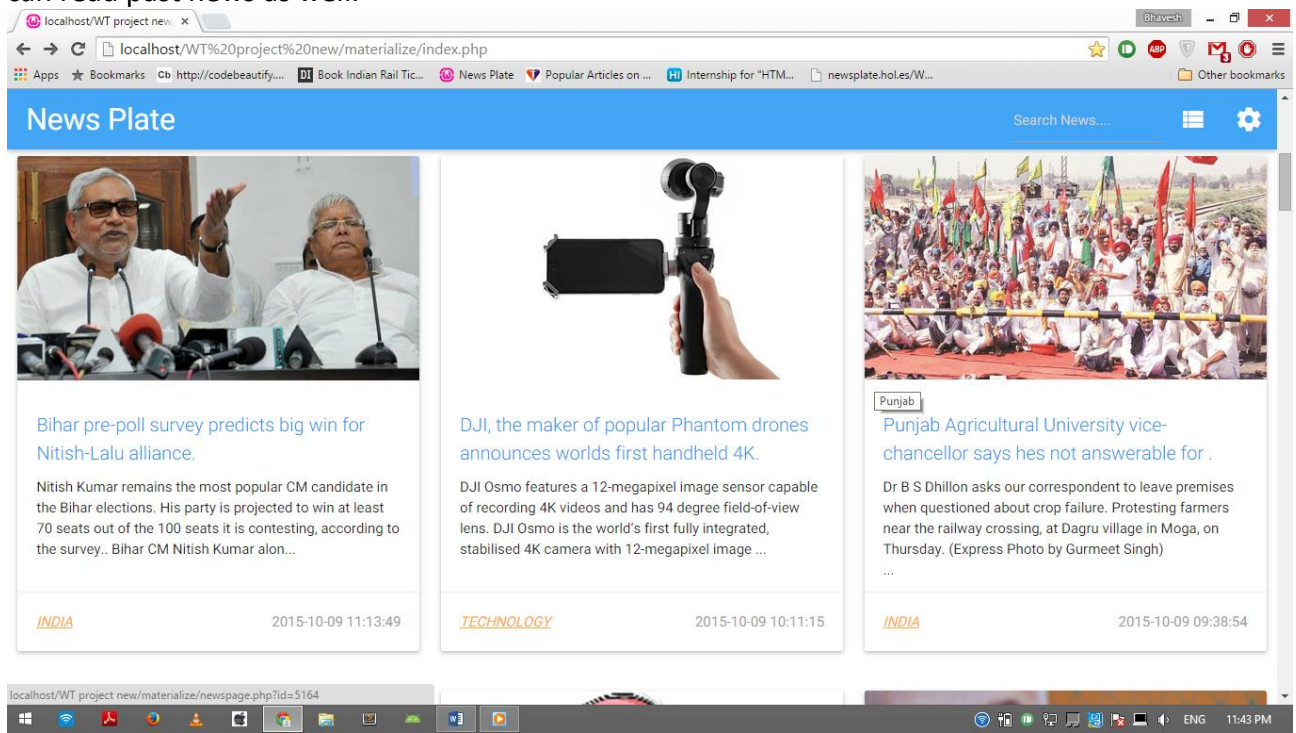 can read past news as well.
localhost/WT project new
Bhavesh
localhost/WT%20project%20new/materialize/index.php
ABP
3
Apps Bookmarks Cb http://codebeautify.... DI Book Indian Rail Tic... News Plate Popular Articles on ... HI Internship for "HTM... newsplate.hol.es/W... Other bookmarks
News Plate
Search News....
Punjab
Bihar pre-poll survey predicts big win for
Nitish-Lalu alliance.
Nitish Kumar remains the most popular CM candidate in
the Bihar elections. His party is projected to win at least
70 seats out of the 100 seats it is contesting, according to
the survey.. Bihar CM Nitish Kumar alon...
INDIA 2015-10-09 11:13:49
DJI, the maker of popular Phantom drones
announces worlds first handheld 4K.
DJI Osmo features a 12-megapixel image sensor capable
of recording 4K videos and has 94 degree field-of-view
lens. DJI Osmo is the world's first fully integrated,
stabilised 4K camera with 12-megapixel image ...
TECHNOLOGY 2015-10-09 10:11:15
Punjab Agricultural University vice-
chancellor says hes not answerable for .
Dr B S Dhillon asks our correspondent to leave premises
when questioned about crop failure. Protesting farmers
near the railway crossing, at Dagru village in Moga, on
Thursday. (Express Photo by Gurmeet Singh)
...
INDIA 2015-10-09 09:38:54
localhost/WT project new/materialize/newspage.php?id=5164
ENG 11:43 PM